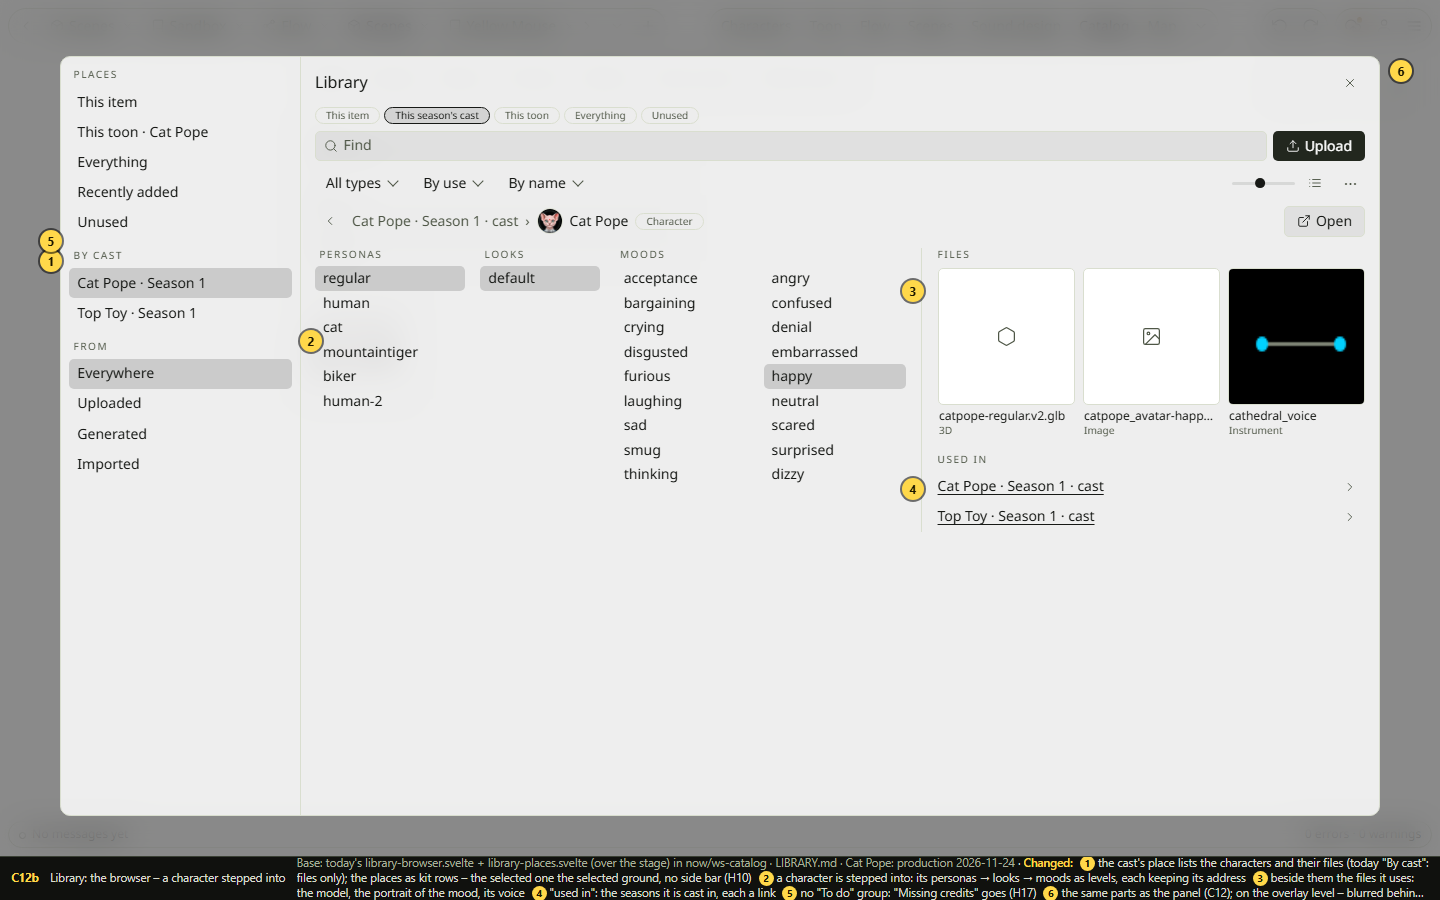 6
PLACES
This item
This toon · Cat Pope
Everything
Recently added
Unused
5
1
BY CAST
Cat Pope · Season 1
Top Toy · Season 1
FROM
Everywhere
Uploaded
Generated
Imported
Library
This item
This season's cast
This toon
Everything
Unused
Find
Upload
All types
By use
By name
Cat Pope · Season 1 · cast › Cat Pope Character
Open
PERSONAS
regular
human
cat
2
mountaintiger
biker
human-2
LOOKS
default
MOODS
acceptance
angry
bargaining
confused
crying
denial
disgusted
embarrassed
furious
happy
laughing
neutral
sad
scared
smug
surprised
thinking
dizzy
FILES
3
catpope-regular.v2.glb
3D
catpope_avatar-happ...
Image
cathedral_voice
Instrument
USED IN
4
Cat Pope · Season 1 · cast
Top Toy · Season 1 · cast
No messages yet
C12b Library: the browser – a character stepped into
Base: today's library-browser.svelte + library-places.svelte (over the stage) in now/ws-catalog · LIBRARY.md · Cat Pope: production 2026-11-24 · Changed: 1 the cast's place lists the characters and their files (today "By cast":
files only); the places as kit rows – the selected one the selected ground, no side bar (H10) 2 a character is stepped into: its personas → looks → moods as levels, each keeping its address 3 beside them the files it uses:
the model, the portrait of the mood, its voice 4 "used in": the seasons it is cast in, each a link 5 no "To do" group: "Missing credits" goes (H17) 6 the same parts as the panel (C12); on the overlay level – blurred behin...